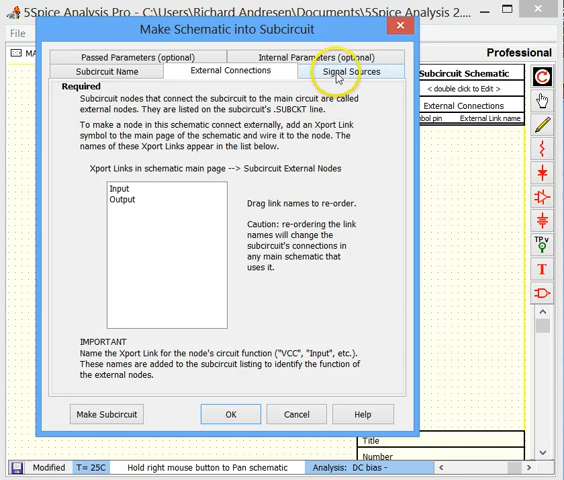 5Spice Analysis Pro - C:\Users\Richard Andresen\Documents\5Spice Analysis 2....
File
Make Schematic into Subcircuit
Professional
Passed Parameters (optional)
Internal Parameters (optional)
Subcircuit Name
External Connections
Signal Sources
Required
Subcircuit nodes that connect the subcircuit to the main circuit are called
external nodes. They are listed on the subcircuit's .SUBCKT line.
To make a node in this schematic connect externally, add an Xport Link
symbol to the main page of the schematic and wire it to the node. The
names of these Xport Links appear in the list below.
Xport Links in schematic main page --> Subcircuit External Nodes
Input
Output
Drag link names to re-order.
Caution: re-ordering the link
names will change the
subcircuit's connections in
any main schematic that
uses it.
IMPORTANT
Name the Xport Link for the node's circuit function ("VCC", "Input", etc.).
These names are added to the subcircuit listing to identify the function of
the external nodes.
Make Subcircuit
OK
Cancel
Help
Subcircuit Schematic
< double click to Edit >
External Connections
External Link name
TPv
T
Title
Number
Modified
T= 25C
Hold right mouse button to Pan schematic
Analysis: DC bias -